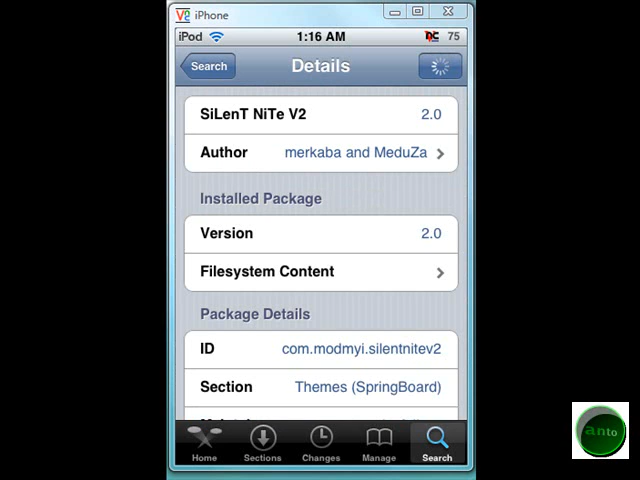 V2 iPhone
iPod 1:16 AM 75
Search Details
SiLenT NiTe V2 2.0
Author merkaba and MeduZa
Installed Package
Version 2.0
Filesystem Content
Package Details
ID com.modmyi.silentnitev2
Section Themes (SpringBoard)
Home Sections Changes Manage Search
anto